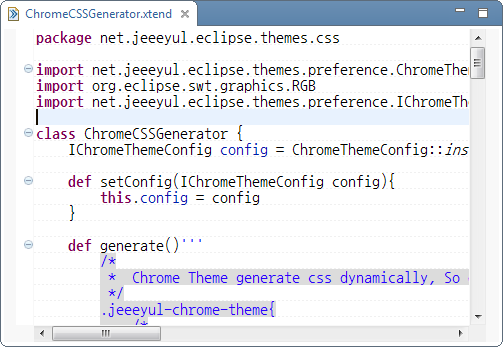 ChromeCSSGenerator.xtend
package net.jeeeyul.eclipse.themes.css
import net.jeeeyul.eclipse.themes.preference.ChromeThem
import org.eclipse.swt.graphics.RGB
import net.jeeeyul.eclipse.themes.preference.IChromeThe
class ChromeCSSGenerator {
IChromeThemeConfig config = ChromeThemeConfig::ins
def setConfig(IChromeThemeConfig config){
this.config = config
}
def generate()'''
/*
* Chrome Theme generate css dynamically, So
*/
.jeeeyul-chrome-theme{
/*